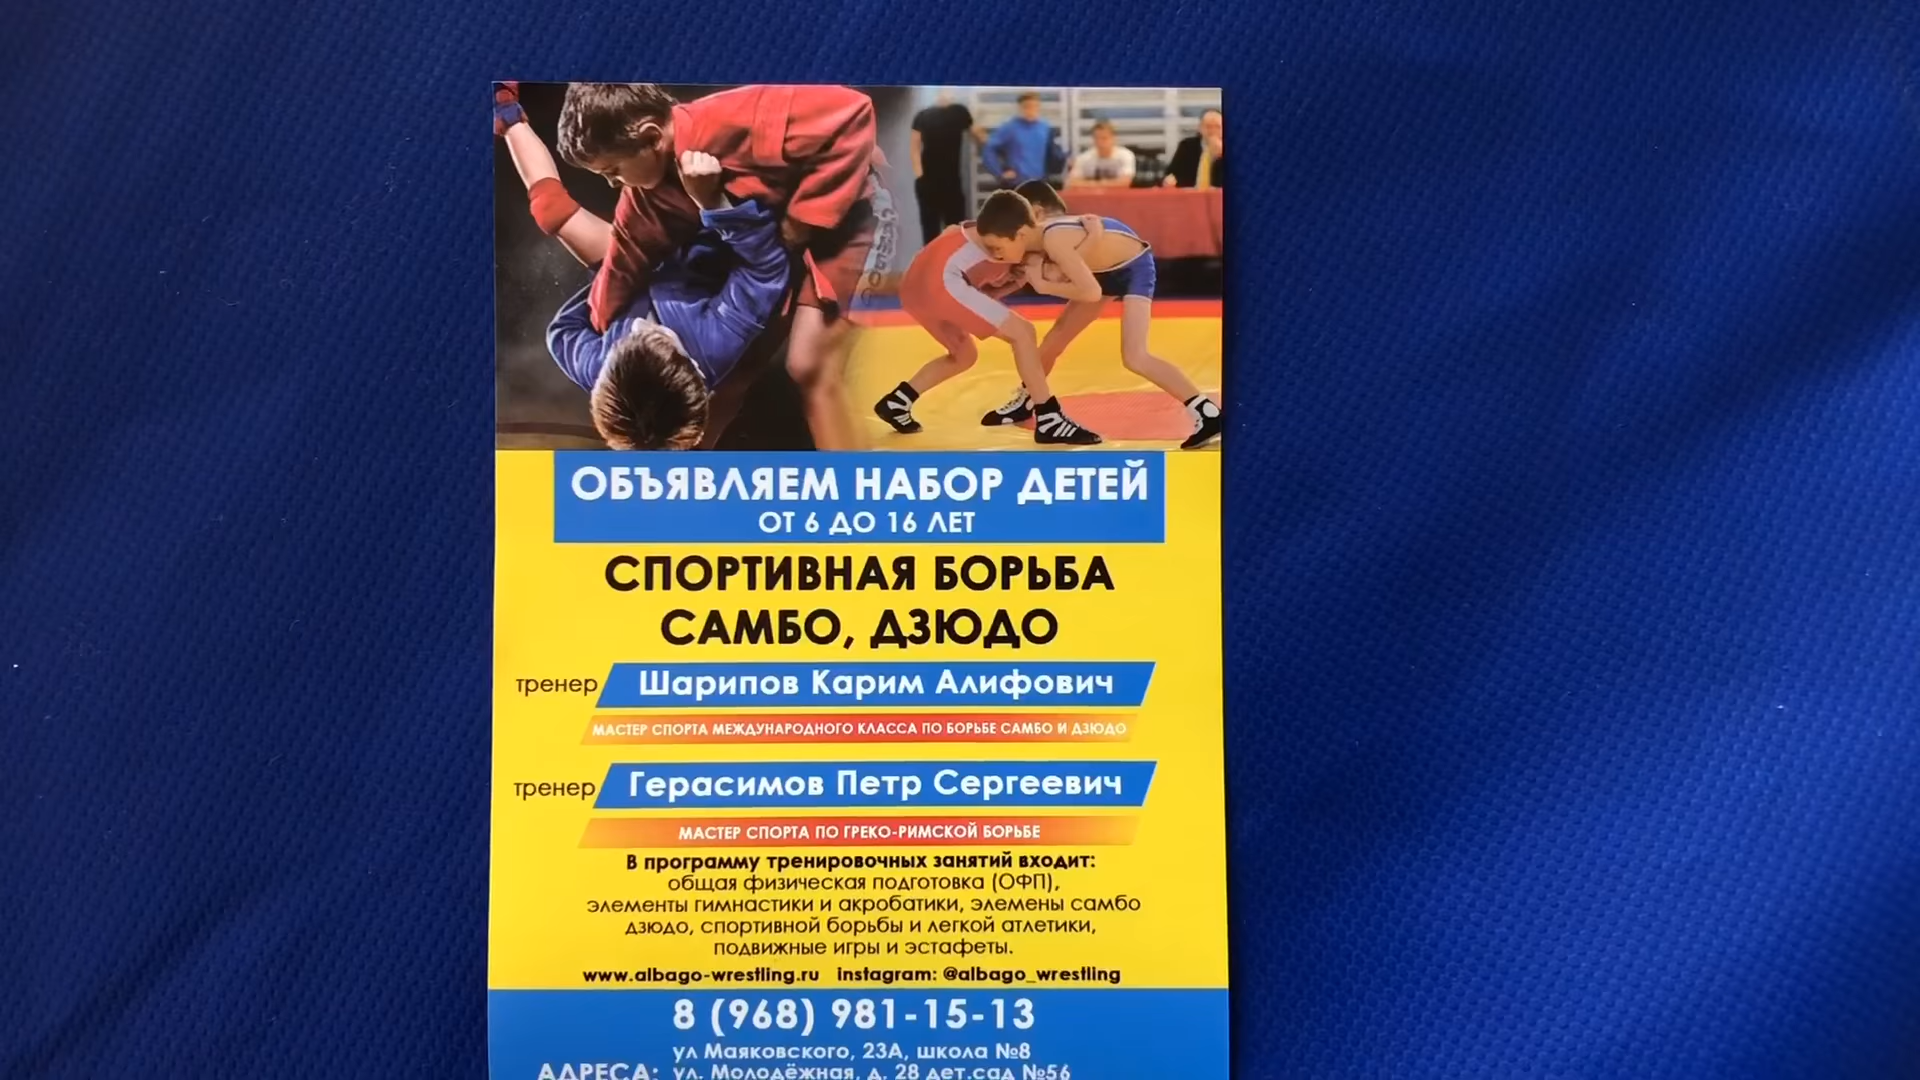 ОБЪЯВЛЯЕМ НАБОР ДЕТЕЙ
ОТ 6 ДО 16 ЛЕТ
СПОРТИВНАЯ БОРЬБА
САМБО, ДЗЮДО
тренер Шарипов Карим Алифович
МАСТЕР СПОРТА МЕЖДУНАРОДНОГО КЛАССА ПО БОРЬБЕ САМБО И ДЗЮДО
тренер Герасимов Петр Сергеевич
МАСТЕР СПОРТА ПО ГРЕКО-РИМСКОЙ БОРЬБЕ
В программу тренировочных занятий входит:
общая физическая подготовка (ОФП),
элементы гимнастики и акробатики, элемены самбо
дзюдо, спортивной борьбы и легкой атлетики,
подвижные игры и эстафеты.
www.albago-wrestling.ru instagram: @albago_wrestling
8 (968) 981-15-13
ул Маяковского, 23А, школа №8
АДРЕСА: ул. Молодёжная, д. 28 дет.сад №56